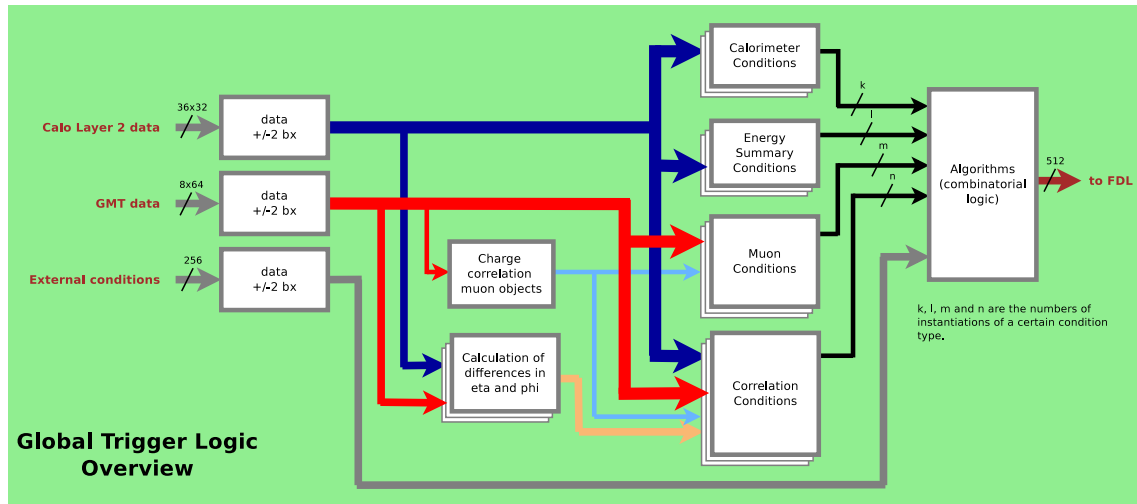 Calo Layer 2 data
36x32
data
+/-2 bx
GMT data
8x64
data
+/-2 bx
External conditions
256
data
+/-2 bx
Charge
correlation
muon objects
Calculation of
differences in
eta and phi
Calorimeter
Conditions
Energy
Summary
Conditions
Muon
Conditions
Correlation
Conditions
k
l
m
n
Algorithms
(combinatorial
logic)
512
to FDL
k, l, m and n are the numbers of
instantiations of a certain condition
type.
Global Trigger Logic
Overview